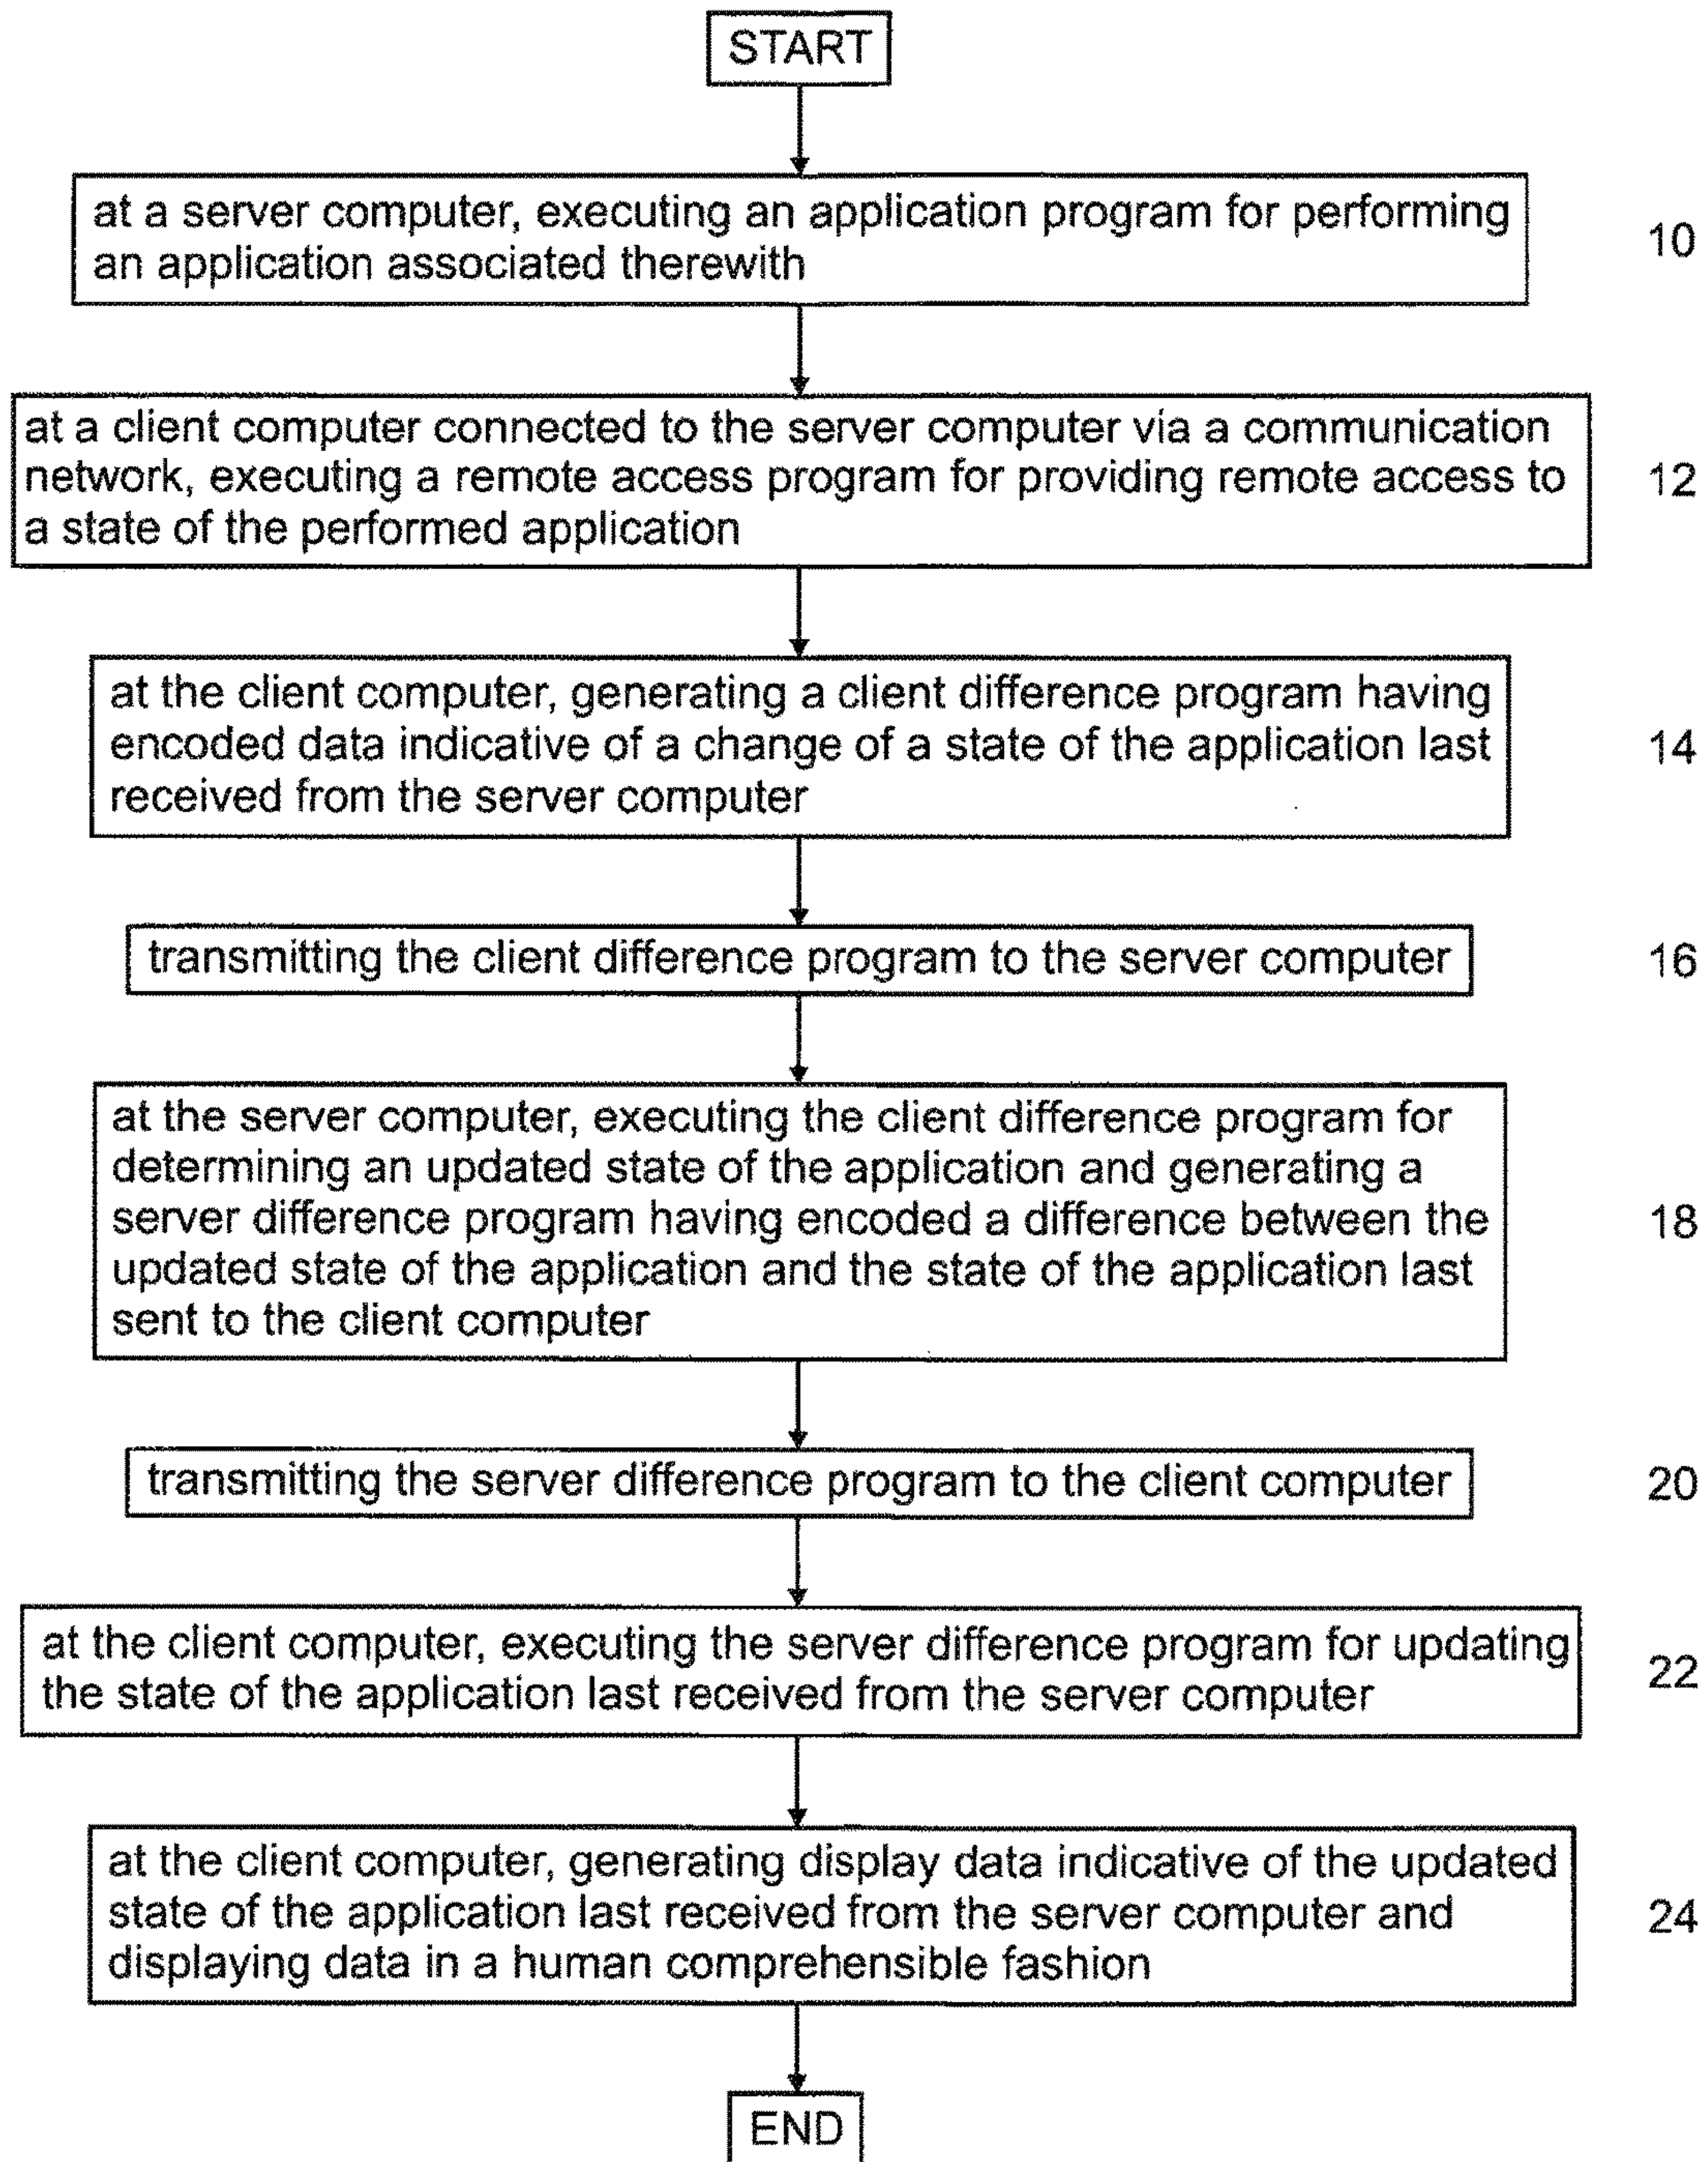 START
at a server computer, executing an application program for performing
an application associated therewith
10
at a client computer connected to the server computer via a communication
network, executing a remote access program for providing remote access to
a state of the performed application
12
at the client computer, generating a client difference program having
encoded data indicative of a change of a state of the application last
received from the server computer
14
transmitting the client difference program to the server computer
16
at the server computer, executing the client difference program for
determining an updated state of the application and generating a
server difference program having encoded a difference between the
updated state of the application and the state of the application last
sent to the client computer
18
transmitting the server difference program to the client computer
20
at the client computer, executing the server difference program for updating
the state of the application last received from the server computer
22
at the client computer, generating display data indicative of the updated
state of the application last received from the server computer and
displaying data in a human comprehensible fashion
24
END